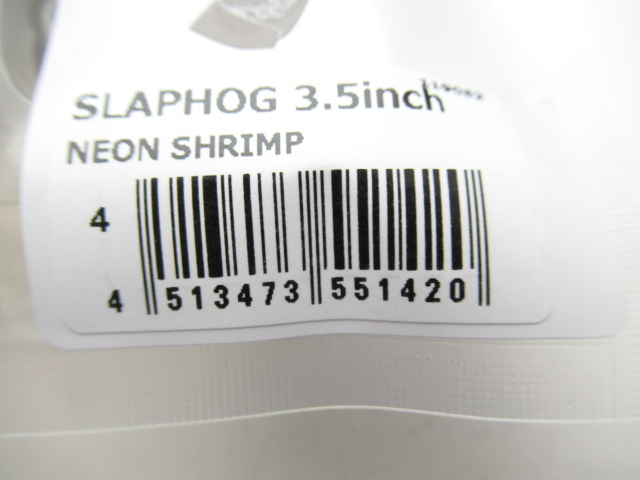 SLAPHOG 3.5inch
NEON SHRIMP
4
4 513473 551420